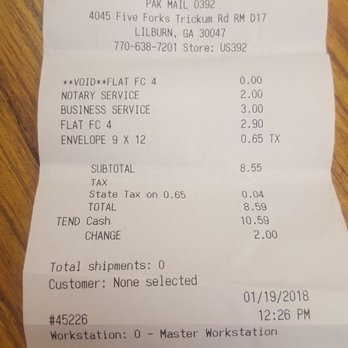 PAK MAIL 0392
4045 Five Forks Trickum Rd RM D17
LILBURN, GA 30047
770-638-7201 Store: US392
**VOID**FLAT FC 4 0.00
NOTARY SERVICE 2.00
BUSINESS SERVICE 3.00
FLAT FC 4 2.90
ENVELOPE 9 X 12 0.65 TX
SUBTOTAL 8.55
TAX
State Tax on 0.65 0.04
TOTAL 8.59
TEND Cash 10.59
CHANGE 2.00
Total shipments: 0
Customer: None selected
01/19/2018
#45226 12:26 PM
Workstation: 0 - Master Workstation